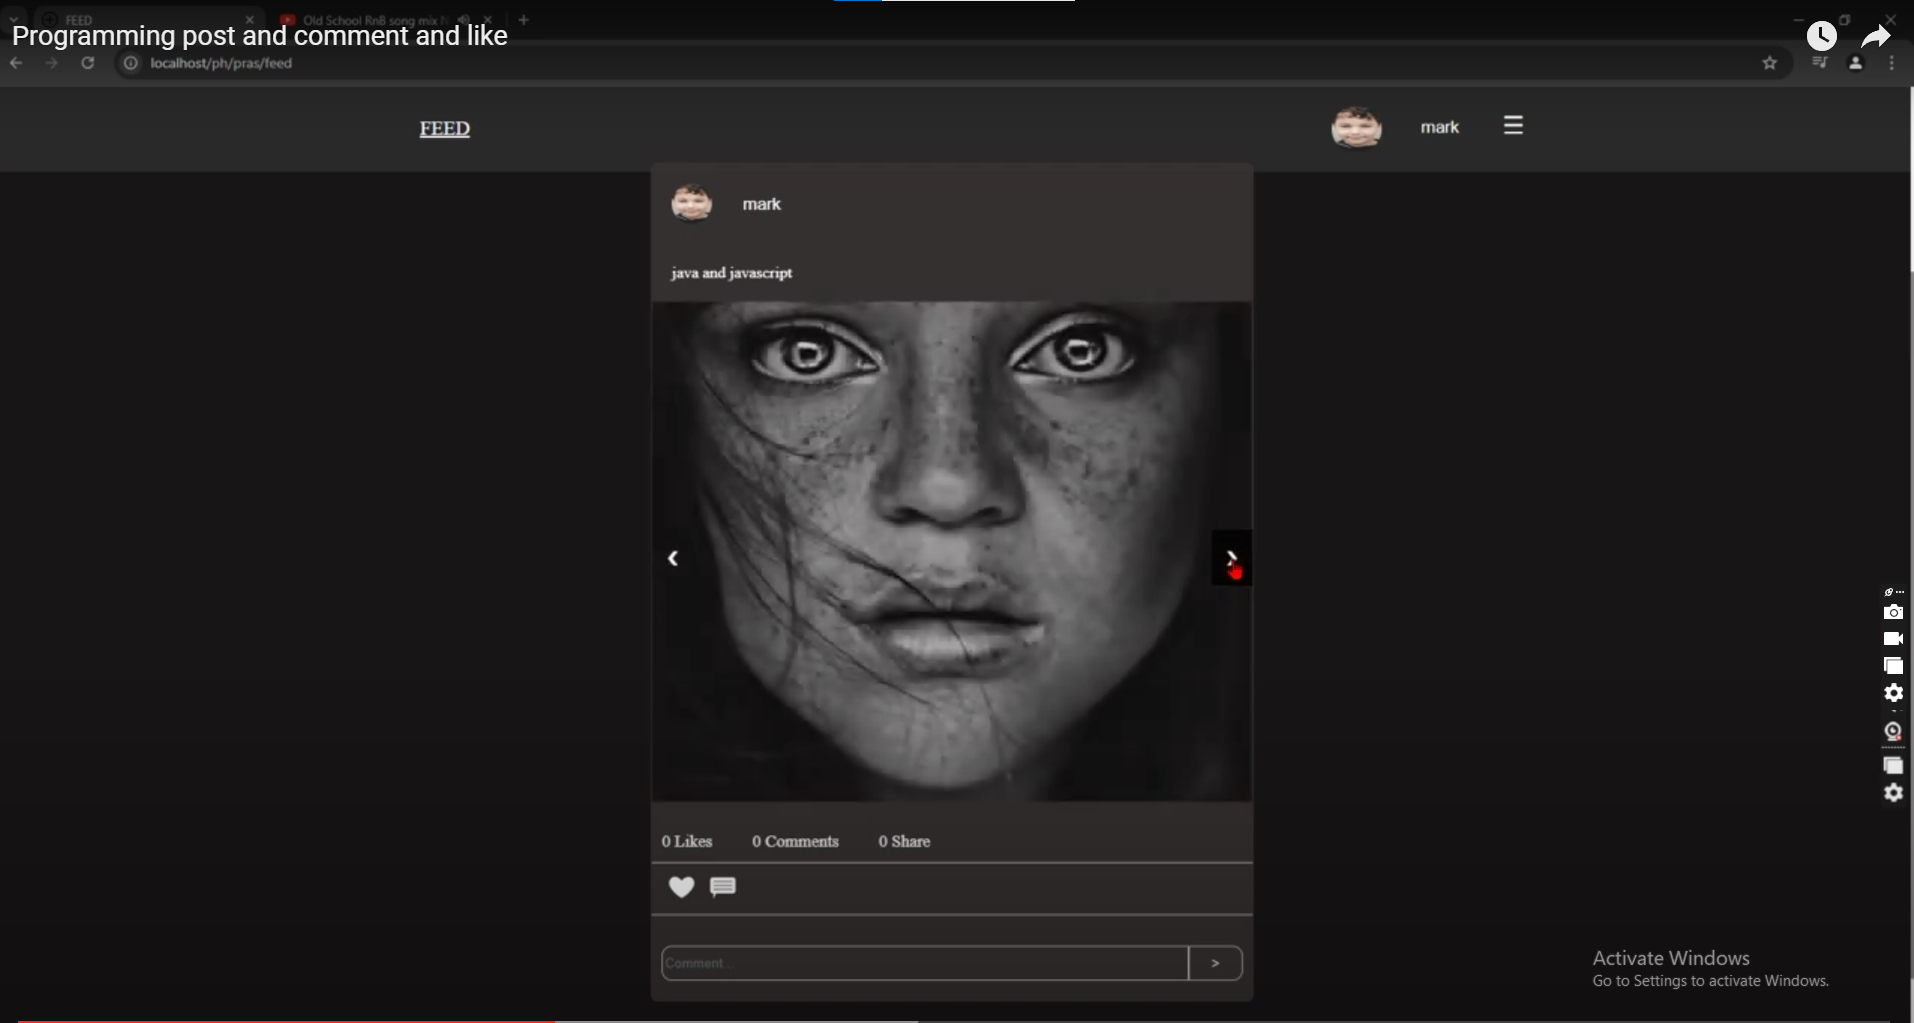 FEED
Old School RnB song mix N
Programming post and comment and like
localhost/ph/pras/feed
FEED
mark
mark
java and javascript
0 Likes 0 Comments 0 Share
Comment...
>
Activate Windows
Go to Settings to activate Windows.